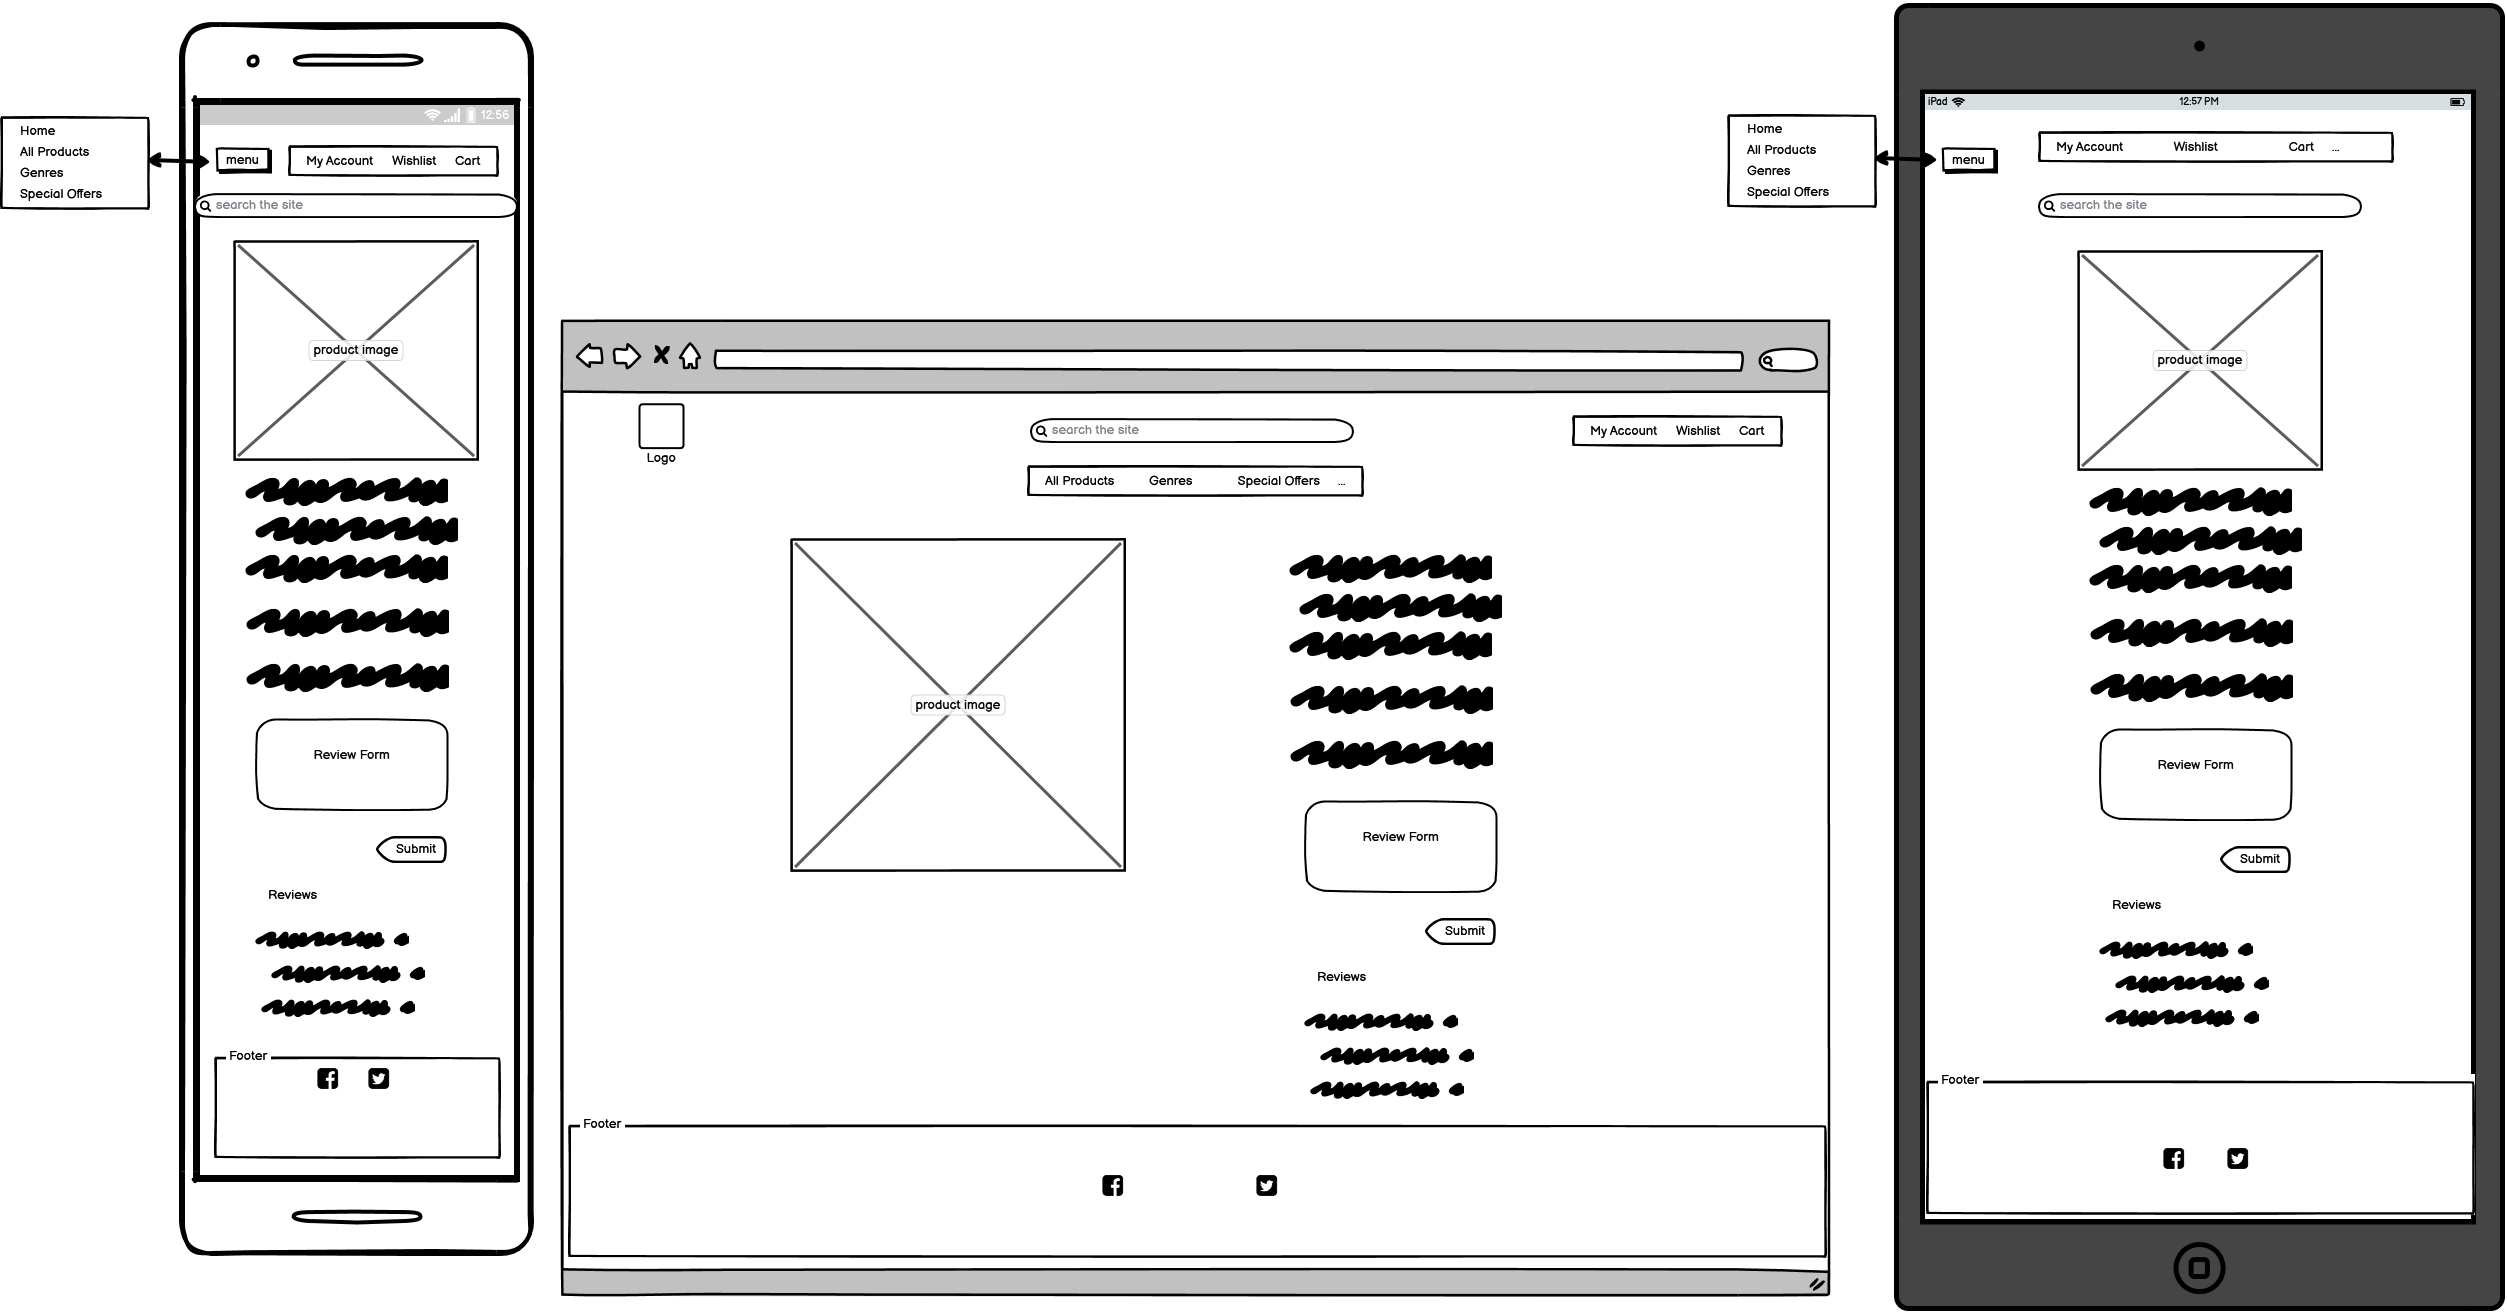 Home
All Products
Genres
Special Offers
12:56
menu
My Account Wishlist Cart
search the site
product image
Review Form
Submit
Reviews
Footer
Logo
search the site
My Account Wishlist Cart
All Products Genres Special Offers ...
product image
Review Form
Submit
Reviews
Footer
Home
All Products
Genres
Special Offers
iPad 12:57 PM
menu
My Account Wishlist Cart ...
search the site
product image
Review Form
Submit
Reviews
Footer